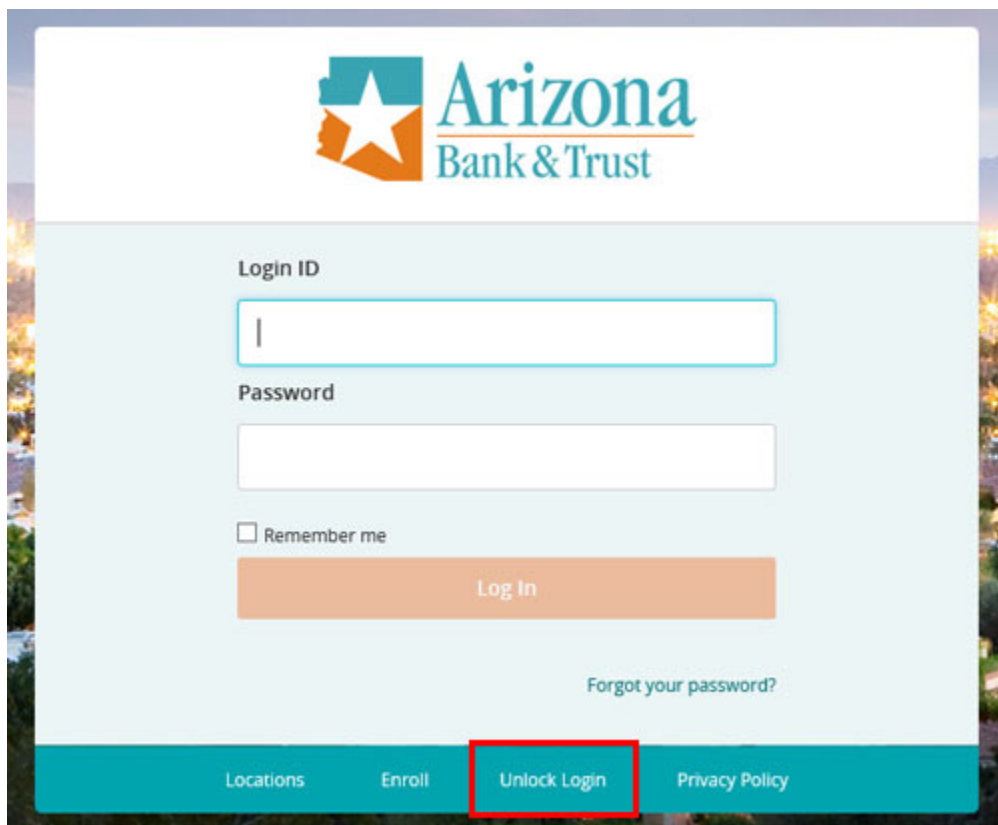 Arizona
Bank & Trust
Login ID
Password
Remember me
Log In
Forgot your password?
Locations Enroll Unlock Login Privacy Policy